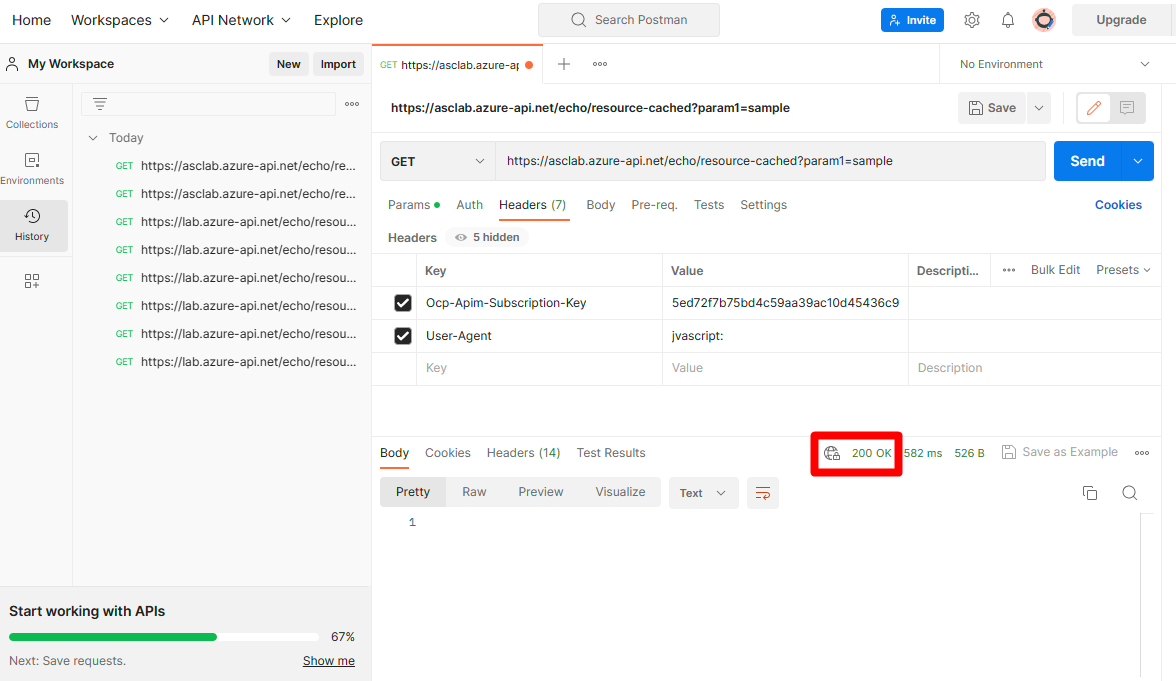 Home Workspaces API Network Explore Search Postman Invite Upgrade
My Workspace New Import GET https://asclab.azure-ap No Environment
https://asclab.azure-api.net/echo/resource-cached?param1=sample Save
Collections
Environments
History
Today
GET https://asclab.azure-api.net/echo/re...
GET https://asclab.azure-api.net/echo/re...
GET https://lab.azure-api.net/echo/resou...
GET https://lab.azure-api.net/echo/resou...
GET https://lab.azure-api.net/echo/resou...
GET https://lab.azure-api.net/echo/resou...
GET https://lab.azure-api.net/echo/resou...
GET https://lab.azure-api.net/echo/resou...
GET https://asclab.azure-api.net/echo/resource-cached?param1=sample Send
Params Auth Headers (7) Body Pre-req. Tests Settings Cookies
Headers 5 hidden
Key Value Descripti... Bulk Edit Presets
Ocp-Apim-Subscription-Key 5ed72f7b75bd4c59aa39ac10d45436c9
User-Agent jvascript:
Key Value Description
Body Cookies Headers (14) Test Results 200 OK 582 ms 526 B Save as Example
Pretty Raw Preview Visualize Text
1
Start working with APIs
67%
Next: Save requests. Show me